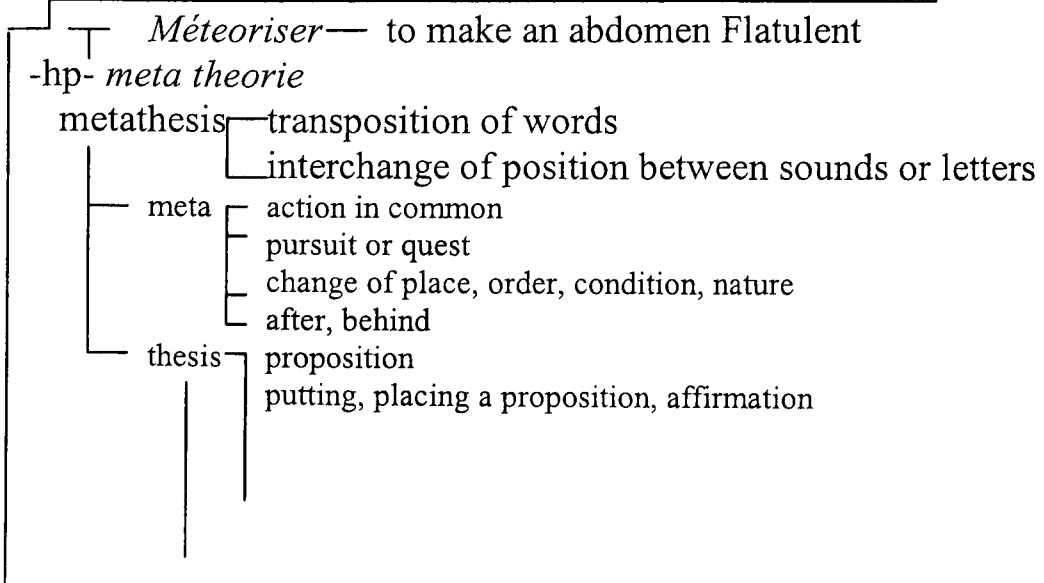 Méteoriser— to make an abdomen Flatulent
-hp- meta theorie
metathesis transposition of words
interchange of position between sounds or letters
meta action in common
pursuit or quest
change of place, order, condition, nature
after, behind
thesis proposition
putting, placing a proposition, affirmation